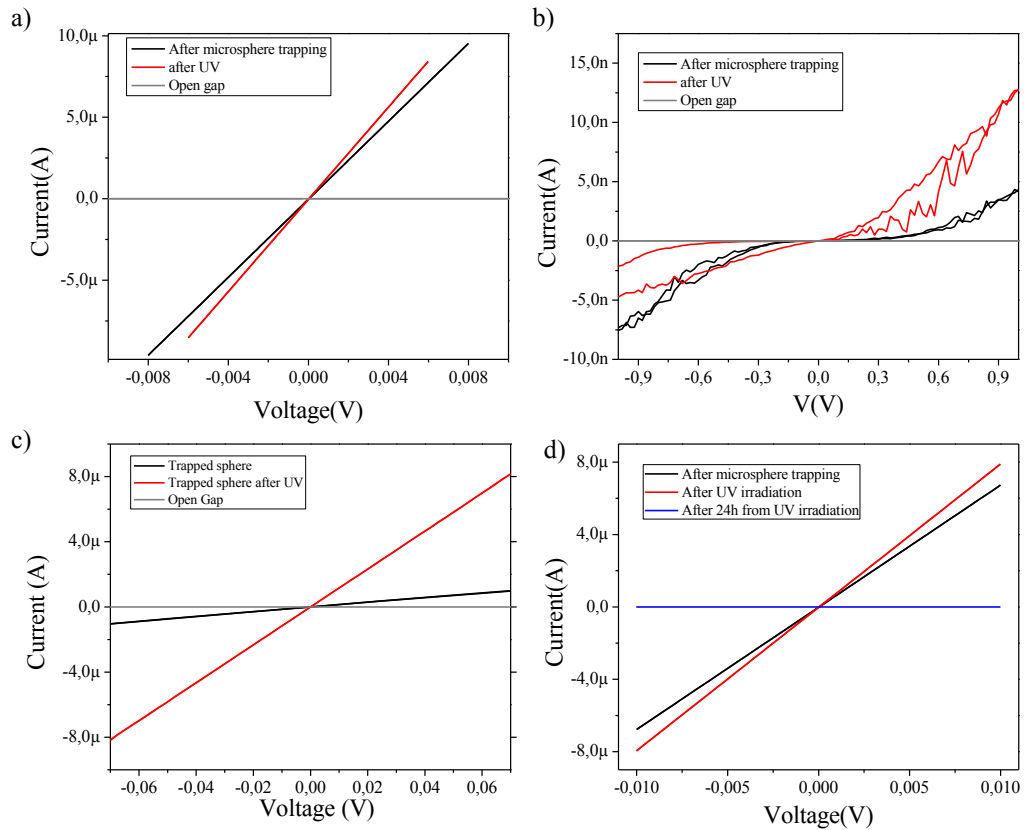 a)
After microsphere trapping
after UV
Open gap
10,0µ
5,0µ
0,0
-5,0µ
Current(A)
-0,008
-0,004
0,000
0,004
0,008
Voltage(V)
b)
After microsphere trapping
after UV
Open gap
15,0n
10,0n
5,0n
0,0
-5,0n
-10,0n
Current(A)
-0,9
-0,6
-0,3
0,0
0,3
0,6
0,9
V(V)
c)
Trapped sphere
Trapped sphere after UV
Open Gap
8,0µ
4,0µ
0,0
-4,0µ
-8,0µ
Current (A)
-0,06
-0,04
-0,02
0,00
0,02
0,04
0,06
Voltage (V)
d)
After microsphere trapping
After UV irradiation
After 24h from UV irradiation
8,0µ
4,0µ
0,0
-4,0µ
-8,0µ
Current(A)
-0,010
-0,005
0,000
0,005
0,010
Voltage(V)